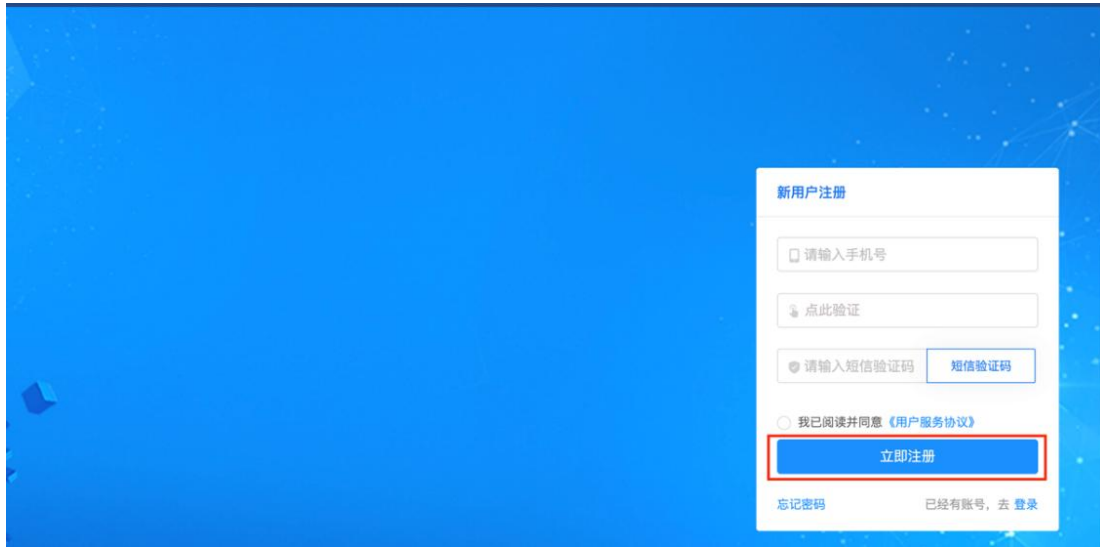 新用户注册
请输入手机号
点此验证
请输入短信验证码 短信验证码
我已阅读并同意《用户服务协议》
立即注册
忘记密码 已经有账号，去 登录